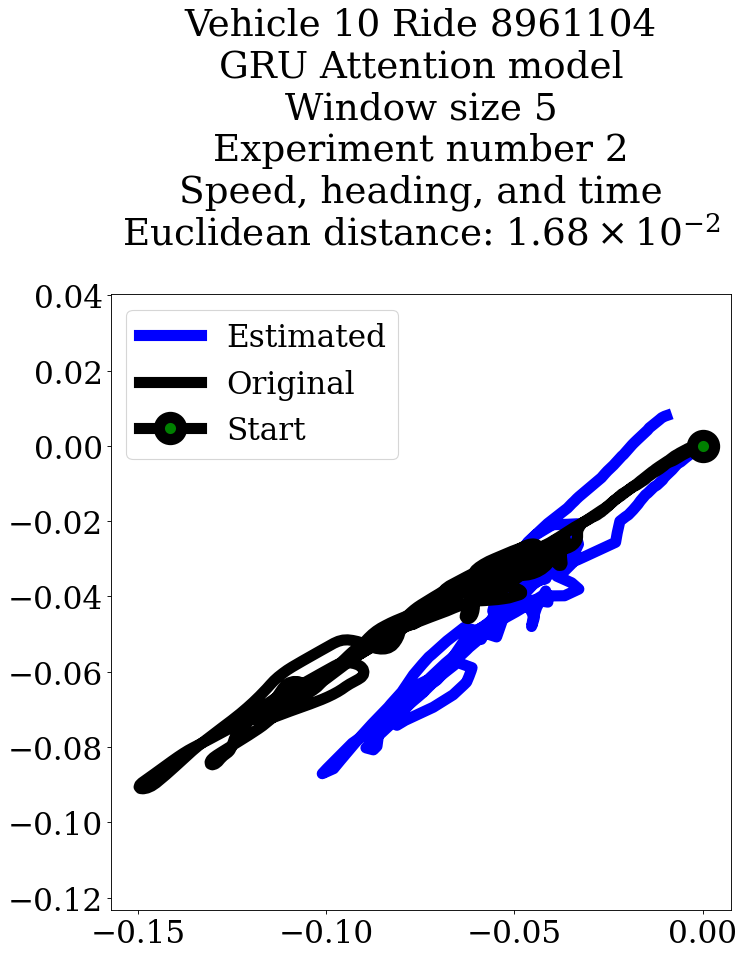 Vehicle 10 Ride 8961104
GRU Attention model
Window size 5
Experiment number 2
Speed, heading, and time
Euclidean distance: 1.68 × 10⁻²
0.04
Estimated
0.02
Original
0.00
Start
−0.02
−0.04
−0.06
−0.08
−0.10
−0.12
−0.15 −0.10 −0.05 0.00